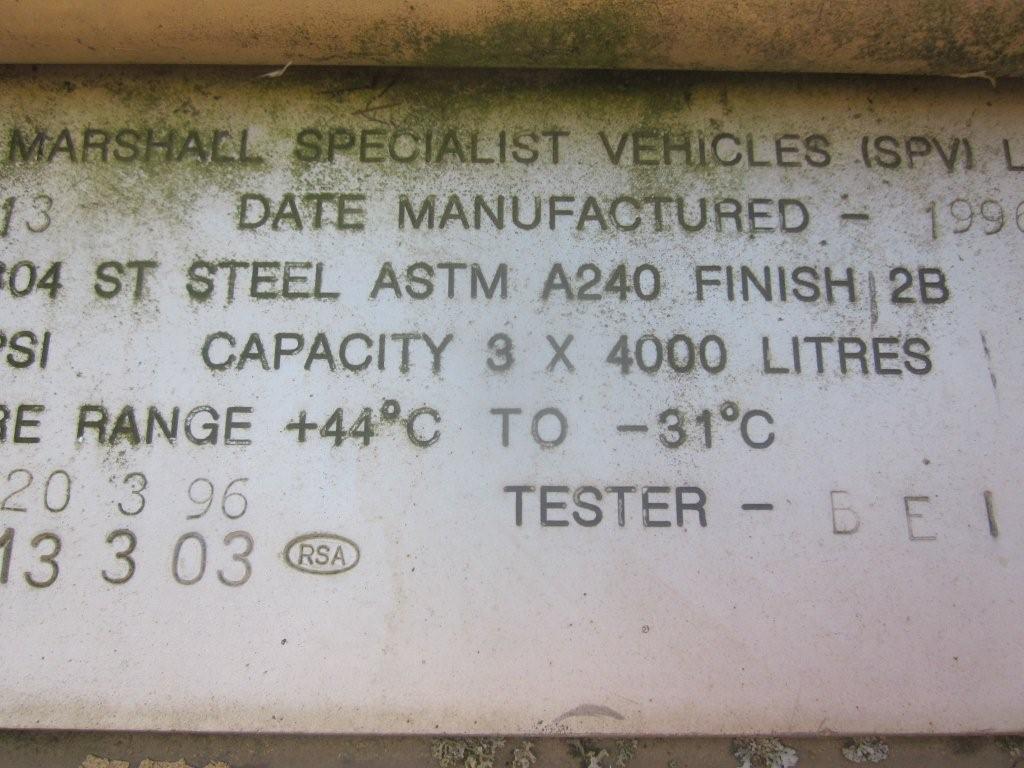 MARSHALL SPECIALIST VEHICLES (SPV) L
13 DATE MANUFACTURED - 1996
304 ST STEEL ASTM A240 FINISH 2B
PSI CAPACITY 3 X 4000 LITRES
RE RANGE +44°C TO -31°C
20 3 96 TESTER -
13 3 03 RSA